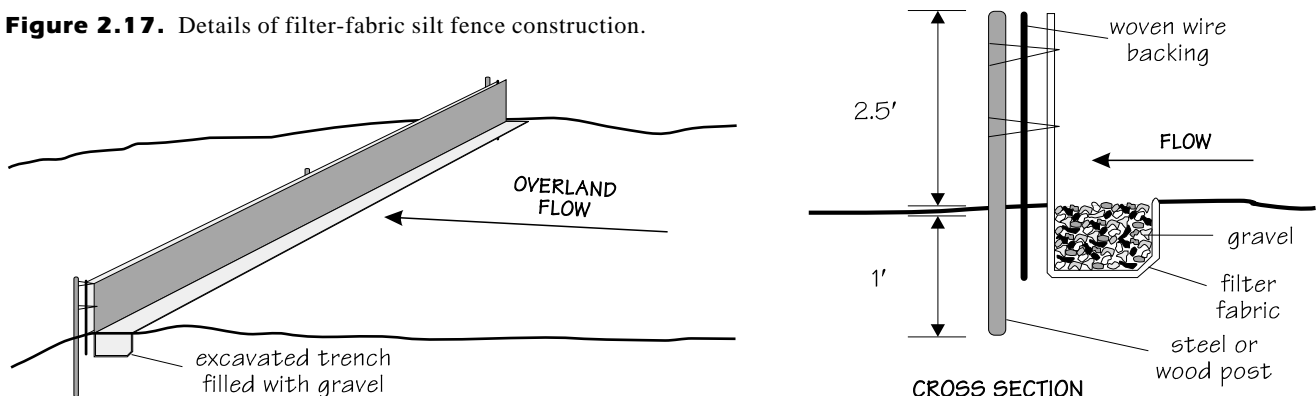 Figure 2.17. Details of filter-fabric silt fence construction.
OVERLAND
FLOW
excavated trench
filled with gravel
woven wire
backing
2.5'
FLOW
gravel
1'
filter
fabric
steel or
wood post
CROSS SECTION